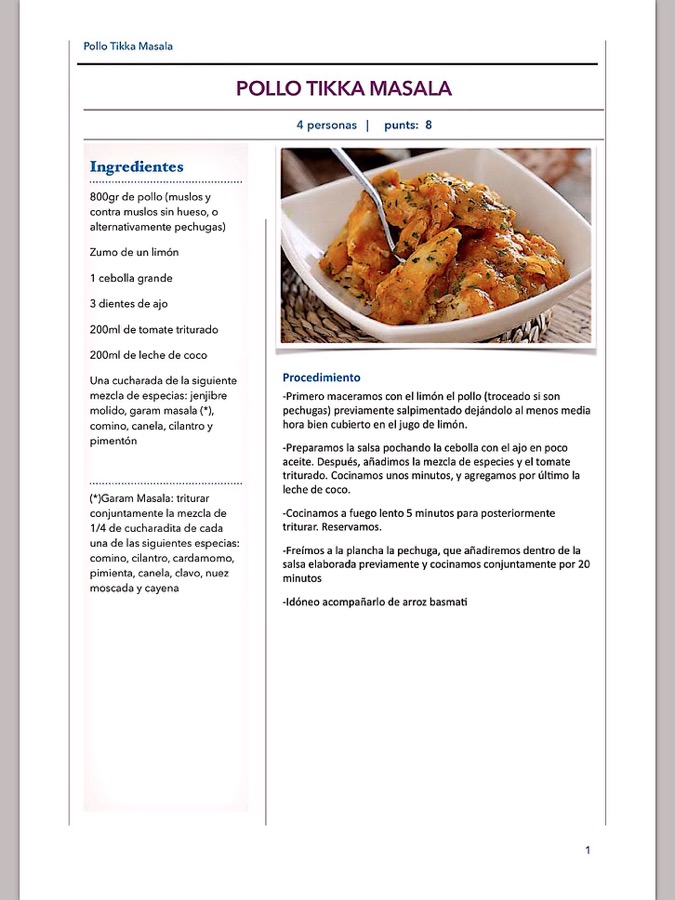 Pollo Tikka Masala
POLLO TIKKA MASALA
4 personas | punts: 8
Ingredientes
800gr de pollo (muslos y
contra muslos sin hueso, o
alternativamente pechugas)
Zumo de un limón
1 cebolla grande
3 dientes de ajo
200ml de tomate triturado
200ml de leche de coco
Una cucharada de la siguiente
mezcla de especias: jenjibre
molido, garam masala (*),
comino, canela, cilantro y
pimentón
(*)Garam Masala: triturar
conjuntamente la mezcla de
1/4 de cucharadita de cada
una de las siguientes especias:
comino, cilantro, cardamomo,
pimienta, canela, clavo, nuez
moscada y cayena
Procedimiento
-Primero maceramos con el limón el pollo (troceado si son
pechugas) previamente salpimentado dejándolo al menos media
hora bien cubierto en el jugo de limón.
-Preparamos la salsa pochando la cebolla con el ajo en poco
aceite. Después, añadimos la mezcla de especies y el tomate
triturado. Cocinamos unos minutos, y agregamos por último la
leche de coco.
-Cocinamos a fuego lento 5 minutos para posteriormente
triturar. Reservamos.
-Freímos a la plancha la pechuga, que añadiremos dentro de la
salsa elaborada previamente y cocinamos conjuntamente por 20
minutos
-Idóneo acompañarlo de arroz basmati
1